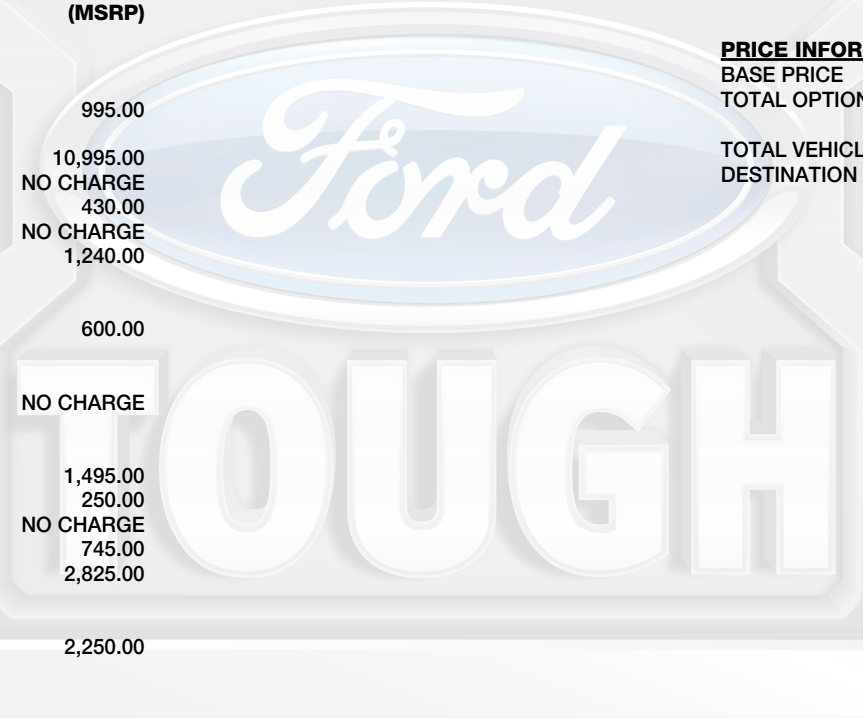 (MSRP)
995.00
10,995.00
NO CHARGE
430.00
NO CHARGE
1,240.00
600.00
NO CHARGE
1,495.00
250.00
NO CHARGE
745.00
2,825.00
2,250.00
PRICE INFOR
BASE PRICE
TOTAL OPTION
TOTAL VEHICL
DESTINATION
Ford
TOUGH